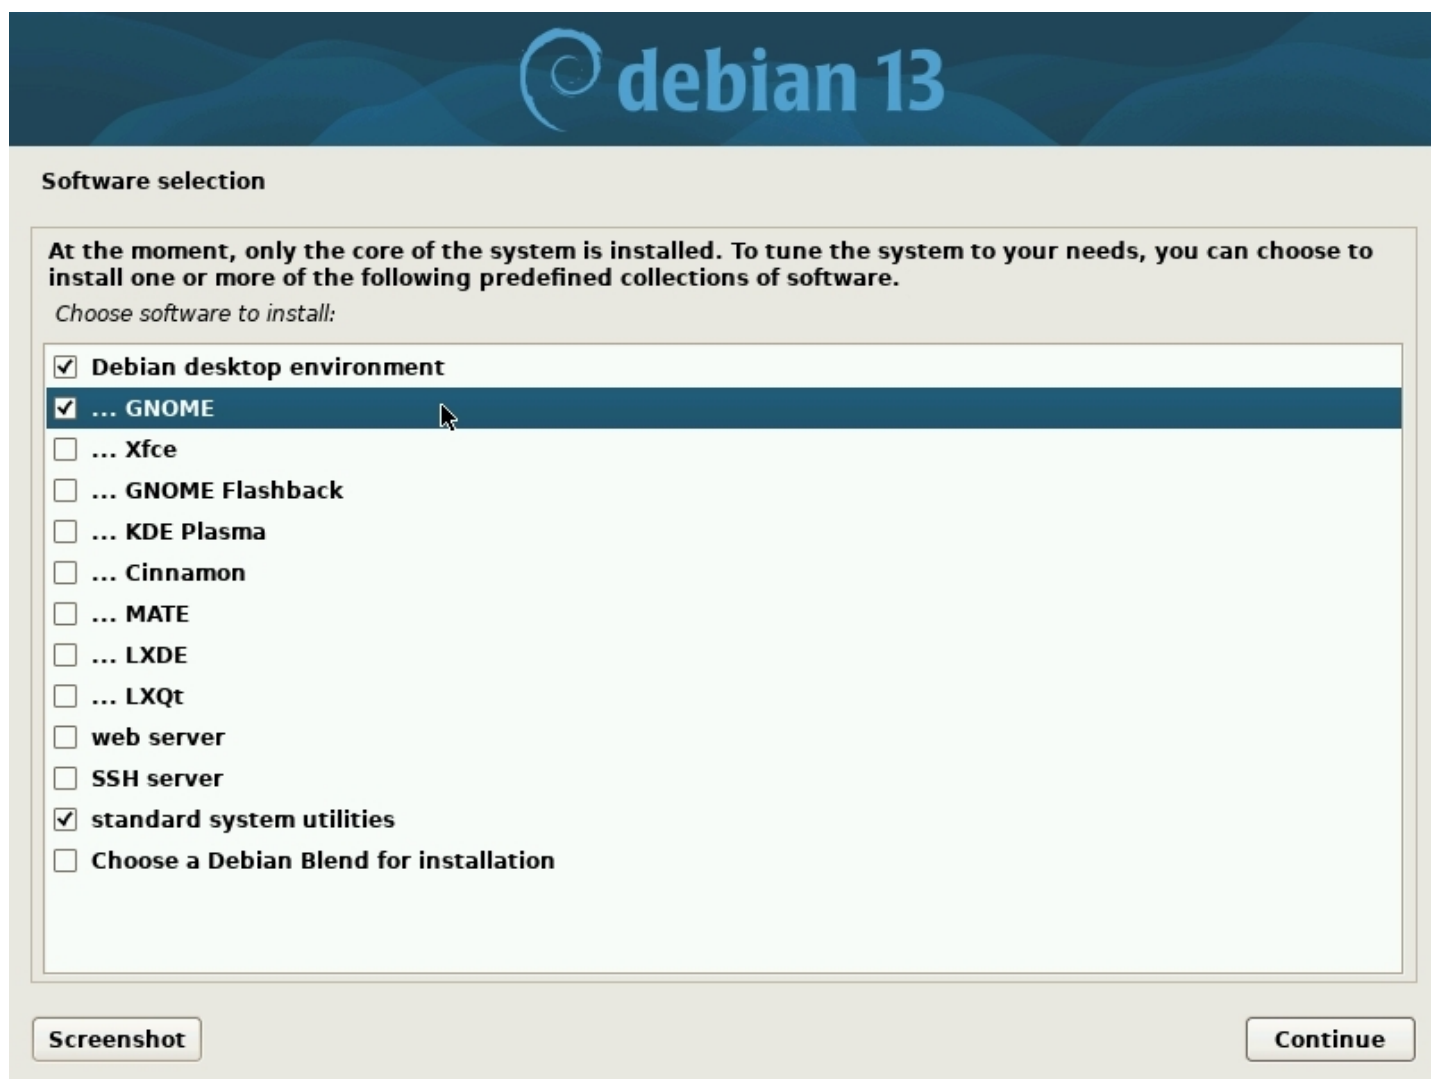 debian 13
Software selection
At the moment, only the core of the system is installed. To tune the system to your needs, you can choose to
install one or more of the following predefined collections of software.
Choose software to install:
Debian desktop environment
... GNOME
... Xfce
... GNOME Flashback
... KDE Plasma
... Cinnamon
... MATE
... LXDE
... LXQt
web server
SSH server
standard system utilities
Choose a Debian Blend for installation
Screenshot
Continue